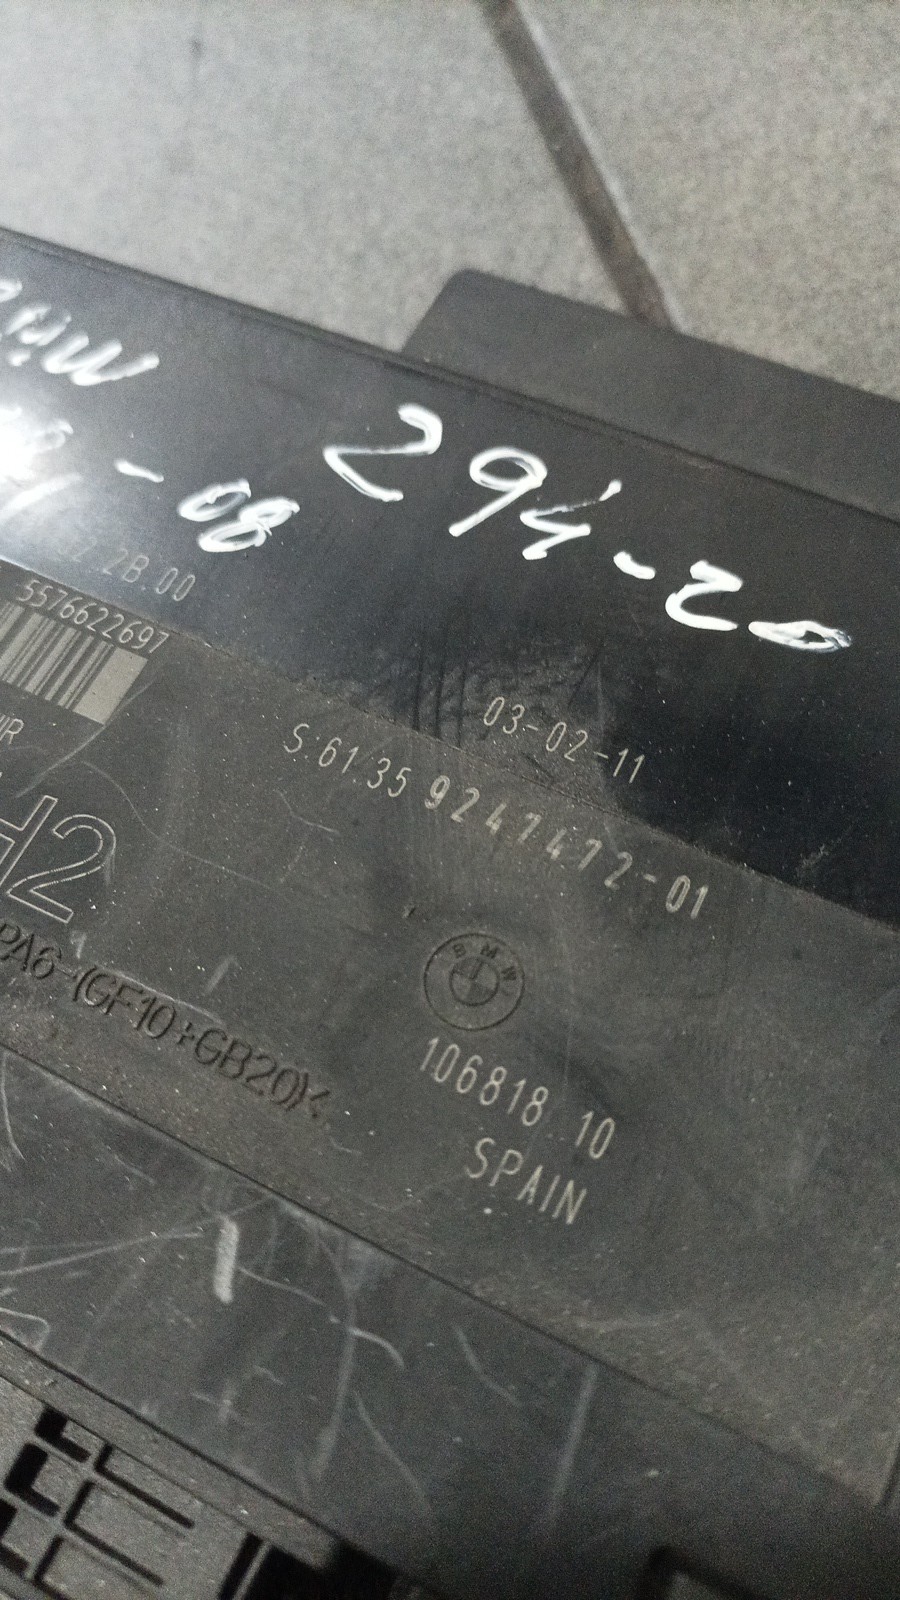 BMW
294-20
-08
2B.00
5576622697
03-02-11
S:61.35 9247472-01
H2
PA6-(GF10+GB20)<
BMW
106818 10
SPAIN